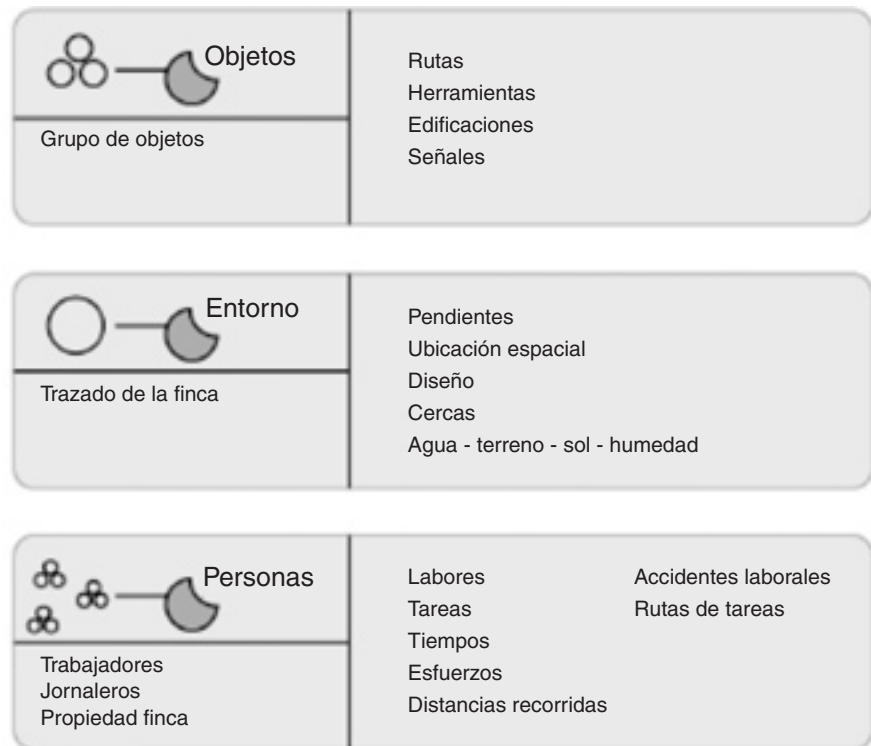 Objetos
Grupo de objetos
Rutas
Herramientas
Edificaciones
Señales
Entorno
Trazado de la finca
Pendientes
Ubicación espacial
Diseño
Cercas
Agua - terreno - sol - humedad
Personas
Trabajadores
Jornaleros
Propiedad finca
Labores
Tareas
Tiempos
Esfuerzos
Distancias recorridas
Accidentes laborales
Rutas de tareas